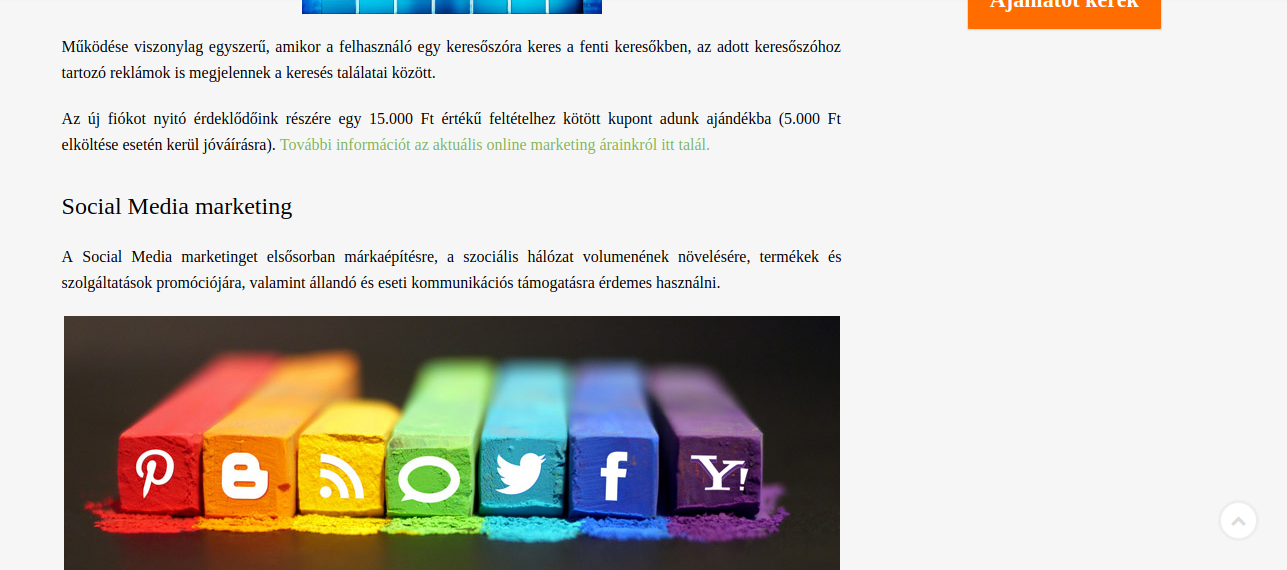 Ajánlatot kérek
Működése viszonylag egyszerű, amikor a felhasználó egy keresőszóra keres a fenti keresőkben, az adott keresőszóhoz
tartozó reklámok is megjelennek a keresés találatai között.
Az új fiókot nyitó érdeklődőink részére egy 15.000 Ft értékű feltételhez kötött kupont adunk ajándékba (5.000 Ft
elköltése esetén kerül jóváírásra). További információt az aktuális online marketing árainkról itt talál.
Social Media marketing
A Social Media marketinget elsősorban márkaépítésre, a szociális hálózat volumenének növelésére, termékek és
szolgáltatások promóciójára, valamint állandó és eseti kommunikációs támogatásra érdemes használni.
Y!